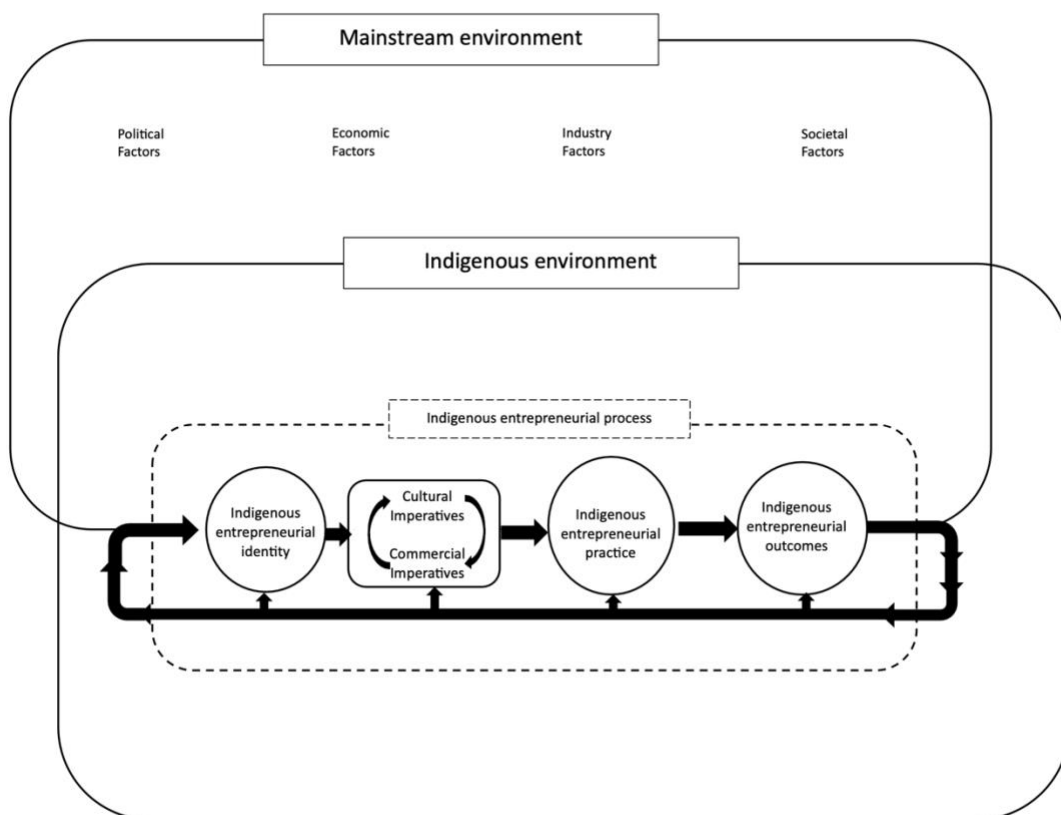 Mainstream environment
Political
Factors
Economic
Factors
Industry
Factors
Societal
Factors
Indigenous environment
Indigenous entrepreneurial process
Indigenous
entrepreneurial
identity
Cultural
Imperatives
Commercial
Imperatives
Indigenous
entrepreneurial
practice
Indigenous
entrepreneurial
outcomes